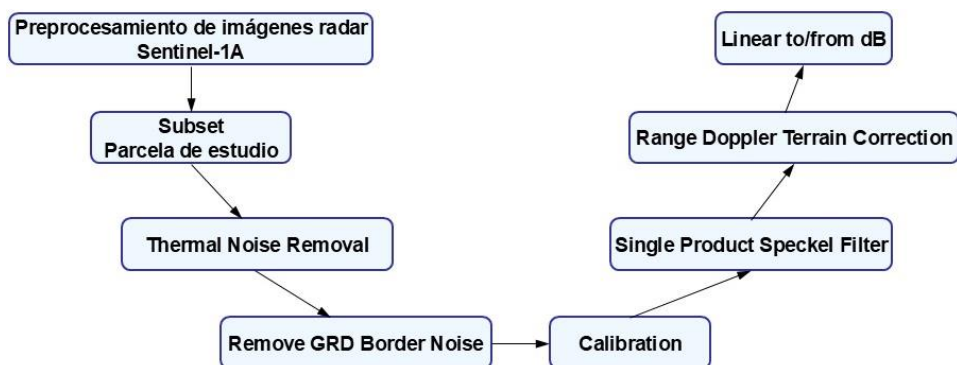 Preprocesamiento de imágenes radar
Sentinel-1A
Subset
Parcela de estudio
Thermal Noise Removal
Remove GRD Border Noise
Calibration
Single Product Speckel Filter
Range Doppler Terrain Correction
Linear to/from dB